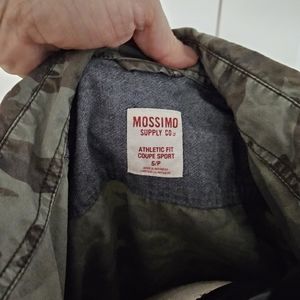 MOSSIMO
SUPPLY CO.
ATHLETIC FIT
COUPE SPORT
S/P